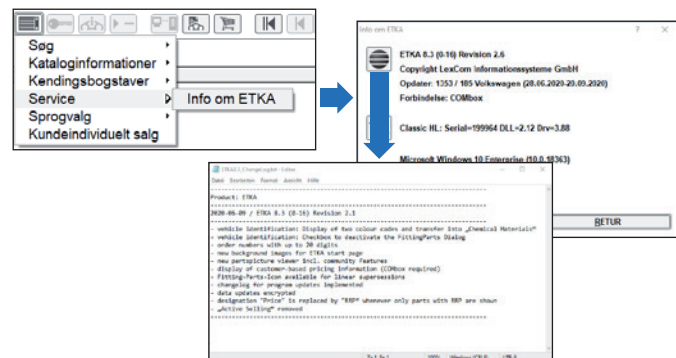 Søg
Kataloginformationer
Kendingsbogstaver
Service
Info om ETKA
Sprogvalg
Kundeindividuelt salg
Info om ETKA
ETKA 8.3 (0-16) Revision 2.6
Copyright LexCom Informationssysteme GmbH
Opdater: 1353 / 185 Volkswagen (28.06.2020-20.09.2020)
Forbindelse: COMbox
Classic HL: Serial=199964 DLL=2.12 Drv=3.88
Microsoft Windows 10 Enterprise (10.0.18363)
RETUR
Datei Bearbeiten Format Ansicht Hilfe
Product: ETKA
2020-06-09 / ETKA 8.3 (0-16) Revision 2.1
- vehicle identification: Display of two colour codes and transfer into „Chemical Materials"
- vehicle identification: Checkbox to deactivate the FittingParts Dialog
- order numbers with up to 20 digits
- new background images for ETKA start page
- new partspicture viewer incl. community features
- display of customer-based pricing information (COMbox required)
- Fitting-Parts-Icon available for linear supersessions
- changelog for program updates implemented
- data updates encrypted
- designation "Price" is replaced by "RRP" whenever only parts with RRP are shown
- „Active Selling" removed
100%